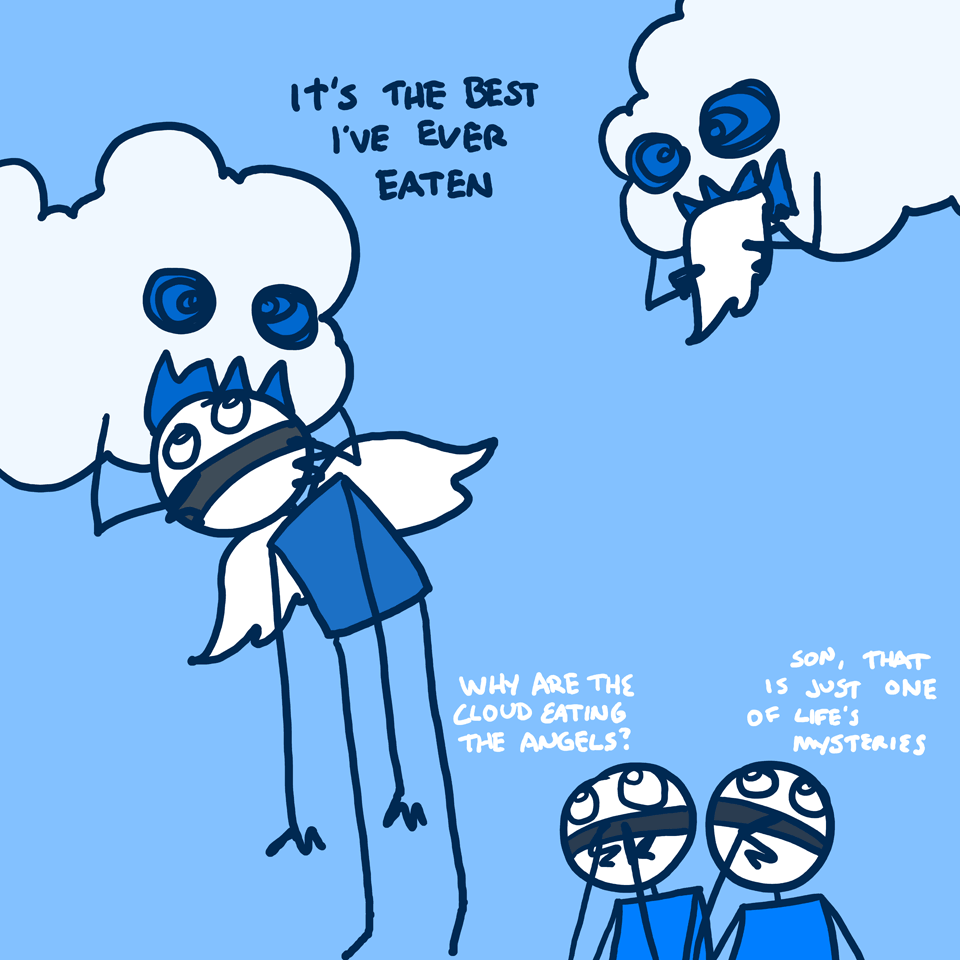 IT'S THE BEST
I'VE EVER
EATEN
WHY ARE THE
CLOUD EATING
THE ANGELS?
SON, THAT
IS JUST ONE
OF LIFE'S
MYSTERIES